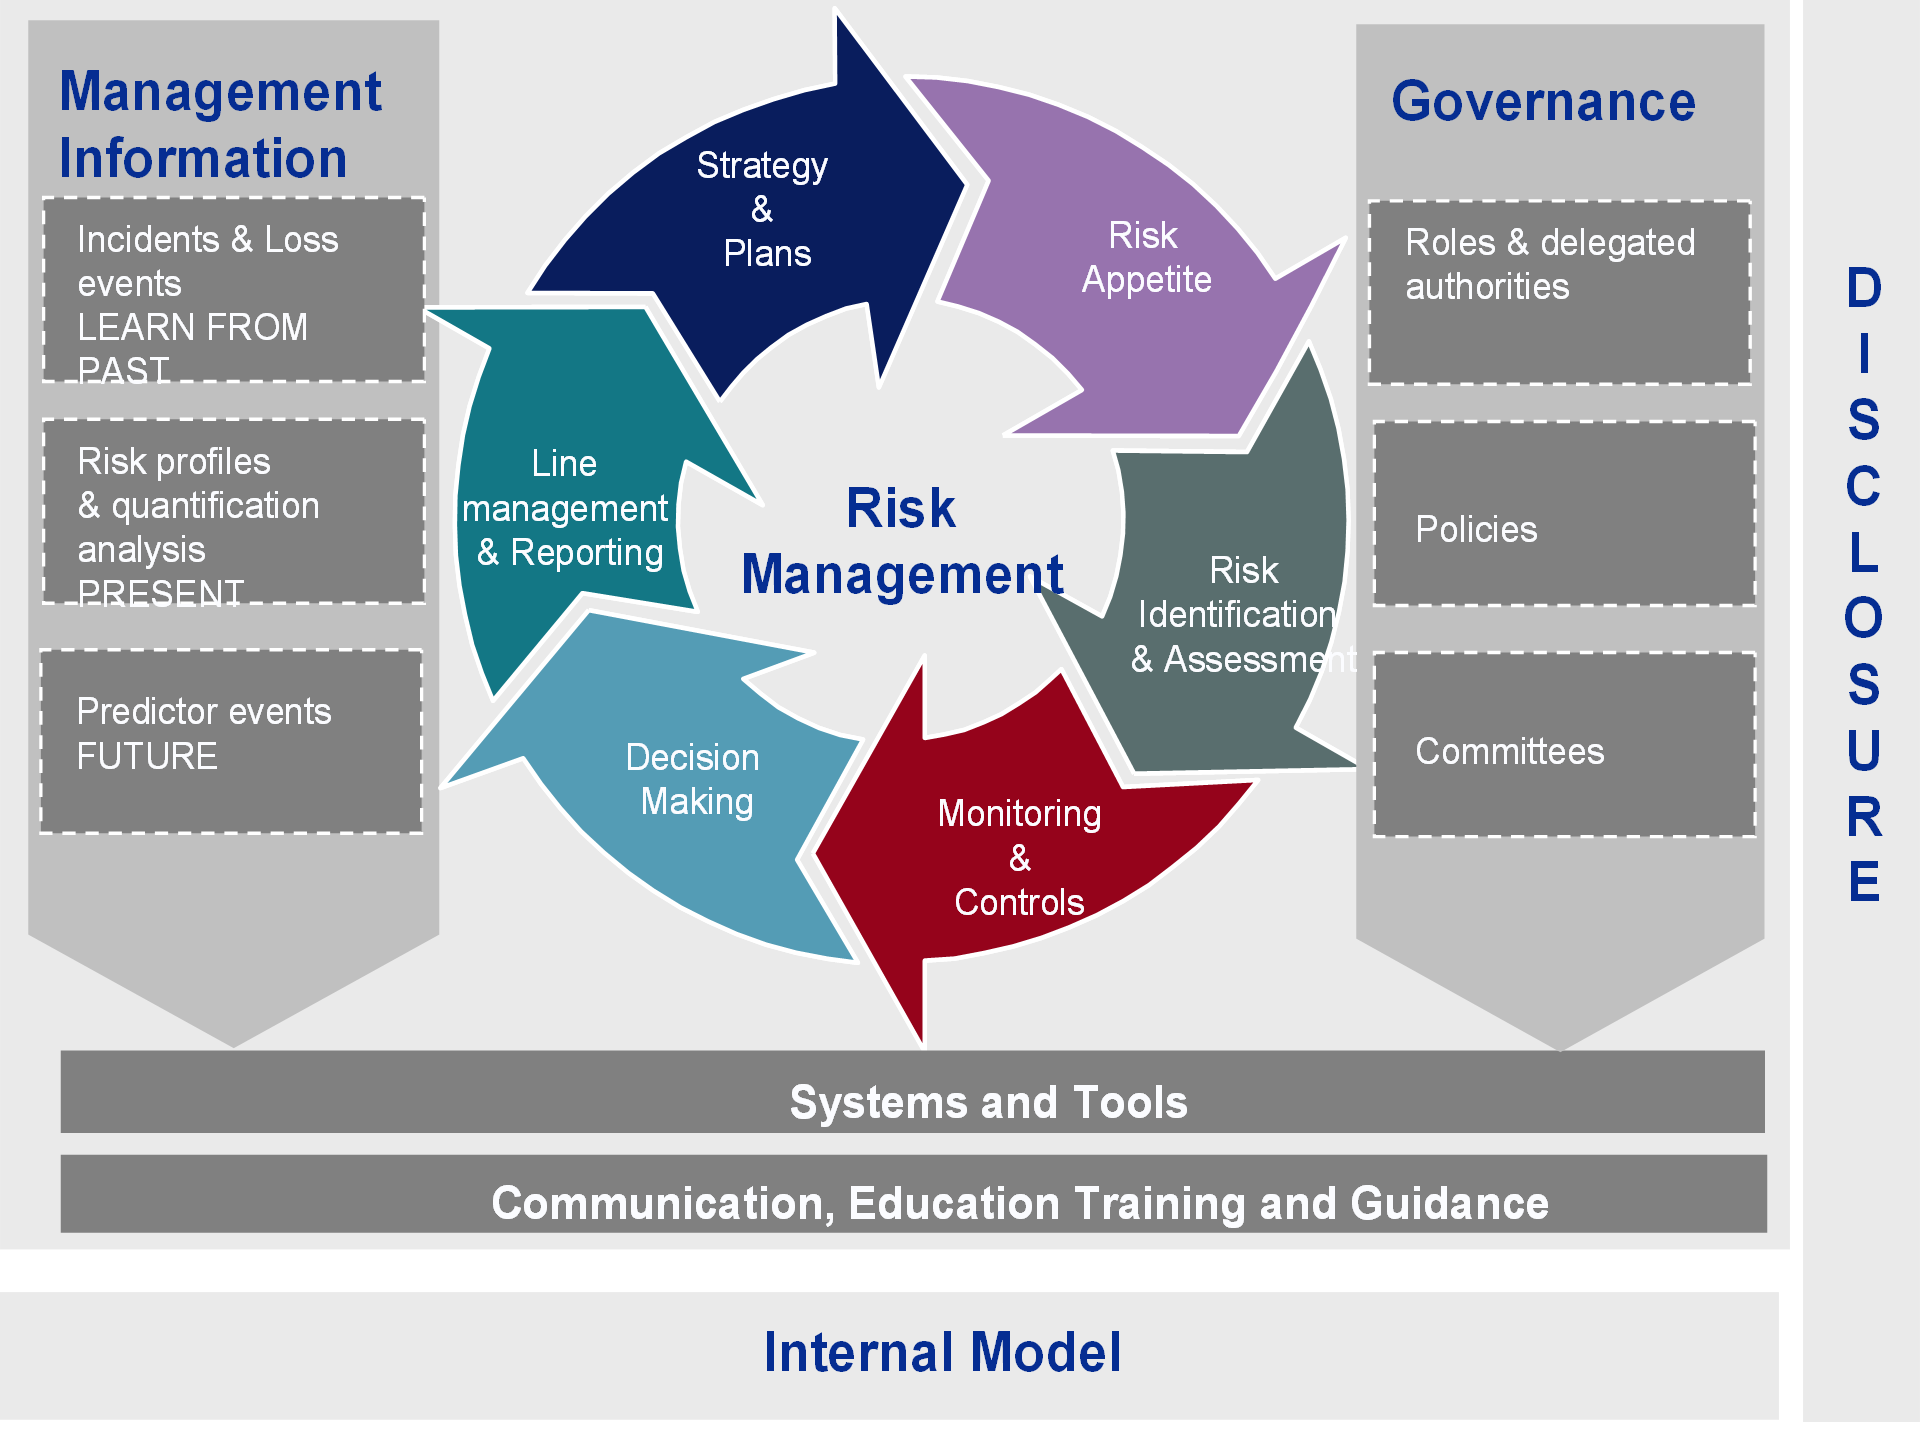 Management
Information
Incidents & Loss
events
LEARN FROM
PAST
Risk profiles
& quantification
analysis
PRESENT
Predictor events
FUTURE
Strategy
&
Plans
Risk
Appetite
Risk
Identification
& Assessment
Monitoring
&
Controls
Decision
Making
Line
management
& Reporting
Risk
Management
Governance
Roles & delegated
authorities
Policies
Committees
Systems and Tools
Communication, Education Training and Guidance
Internal Model
D
I
S
C
L
O
S
U
R
E